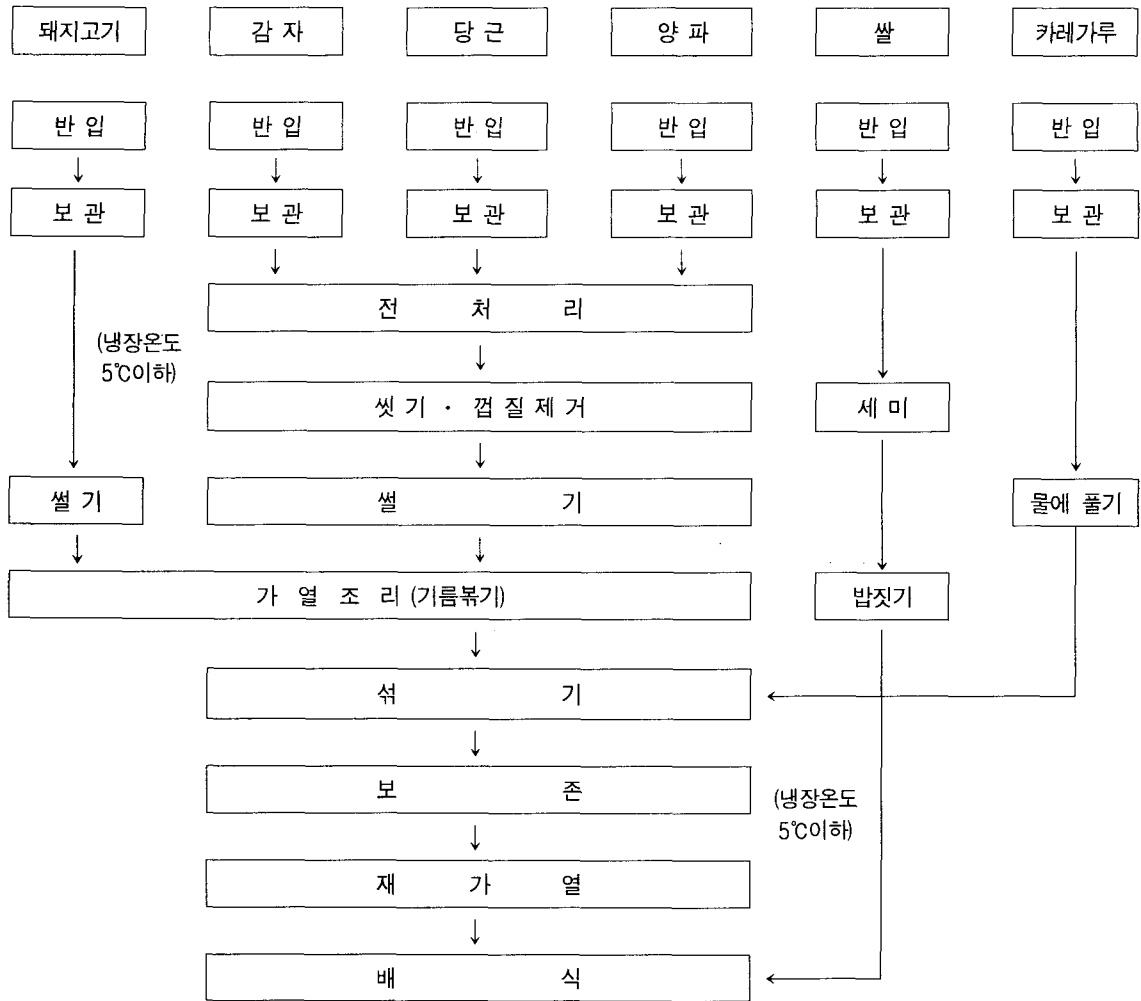 돼지고기 감 자 당 근 양 파 쌀 카레가루
반 입 반 입 반 입 반 입 반 입 반 입
보 관 보 관 보 관 보 관 보 관 보 관
전 처 리
(냉장온도
5℃이하)
씻 기 · 껍 질 제 거 세 미
썰 기 썰 기 물에 풀기
가 열 조 리 (기름볶기) 밥짓기
섞 기
보 존 (냉장온도
5℃이하)
재 가 열
배 식